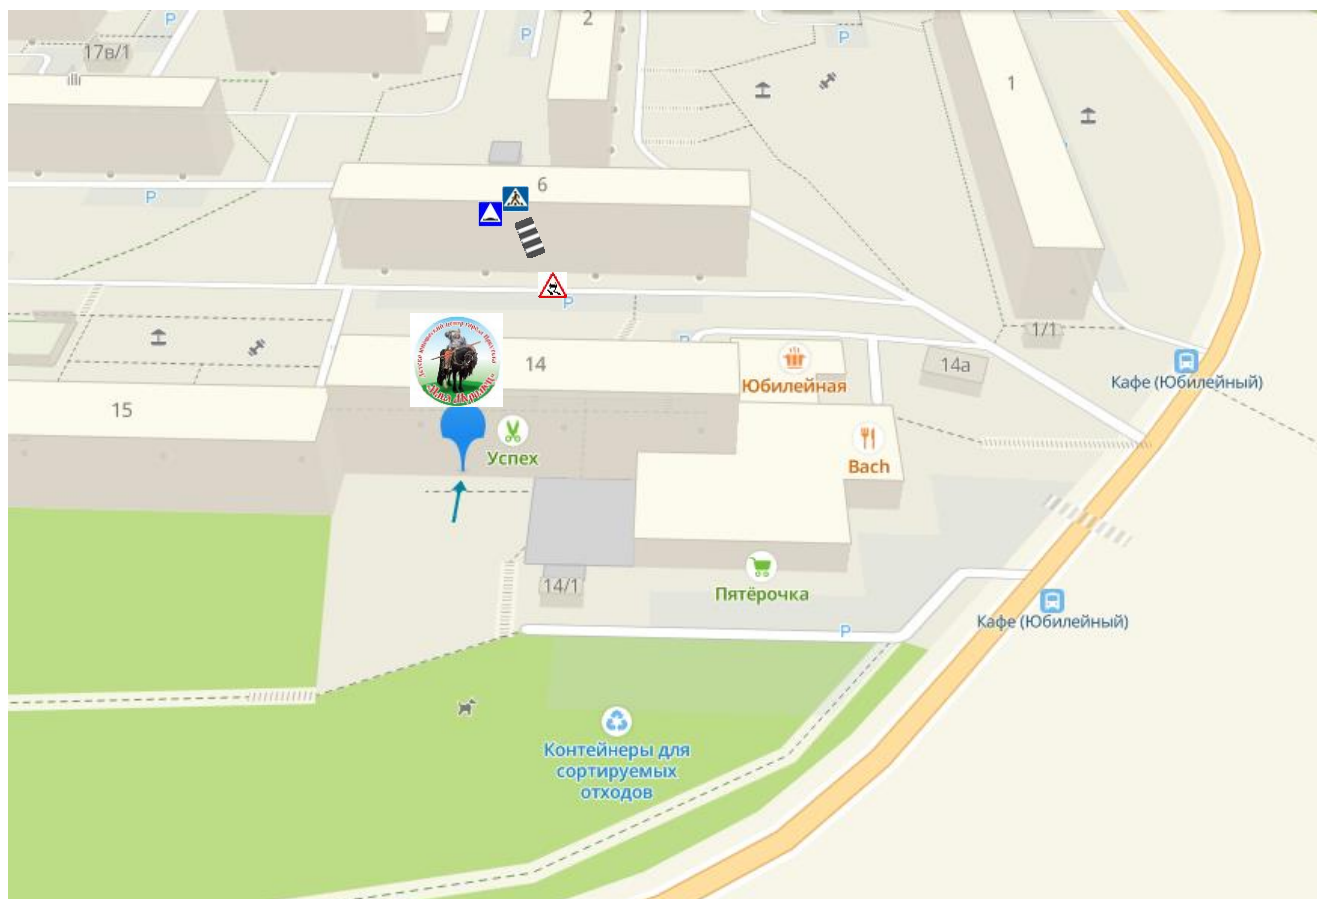 P
2
P
17в/1
1
P
6
P
P
P
14
Юбилейная
1/1
14а
Кафе (Юбилейный)
15
Успех
Bach
14/1
Пятёрочка
Кафе (Юбилейный)
P
Контейнеры для
сортируемых
отходов